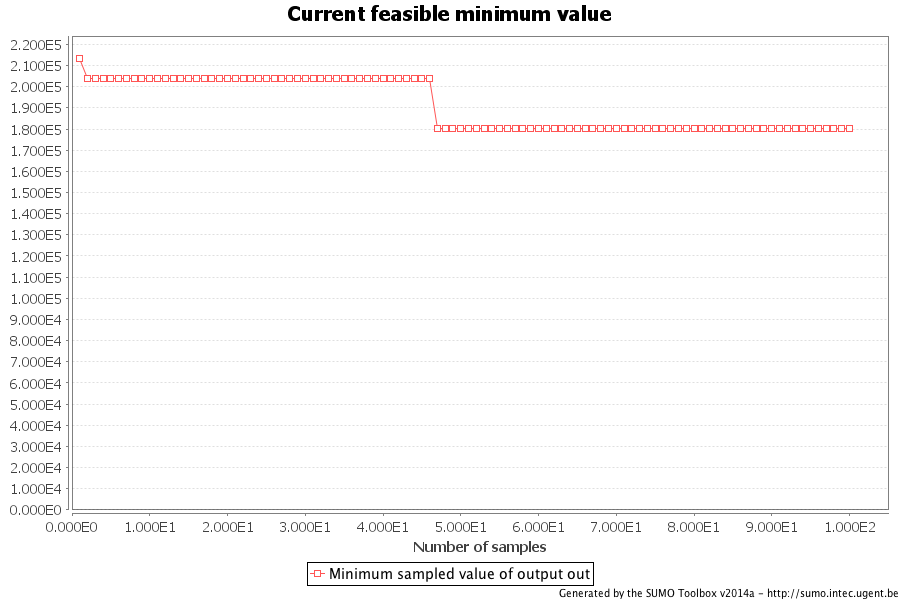 Current feasible minimum value
2.200E5
2.100E5
2.000E5
1.900E5
1.800E5
1.700E5
1.600E5
1.500E5
1.400E5
1.300E5
1.200E5
1.100E5
1.000E5
9.000E4
8.000E4
7.000E4
6.000E4
5.000E4
4.000E4
3.000E4
2.000E4
1.000E4
0.000E0
0.000E0 1.000E1 2.000E1 3.000E1 4.000E1 5.000E1 6.000E1 7.000E1 8.000E1 9.000E1 1.000E2
Number of samples
Minimum sampled value of output out
Generated by the SUMO Toolbox v2014a - http://sumo.intec.ugent.be